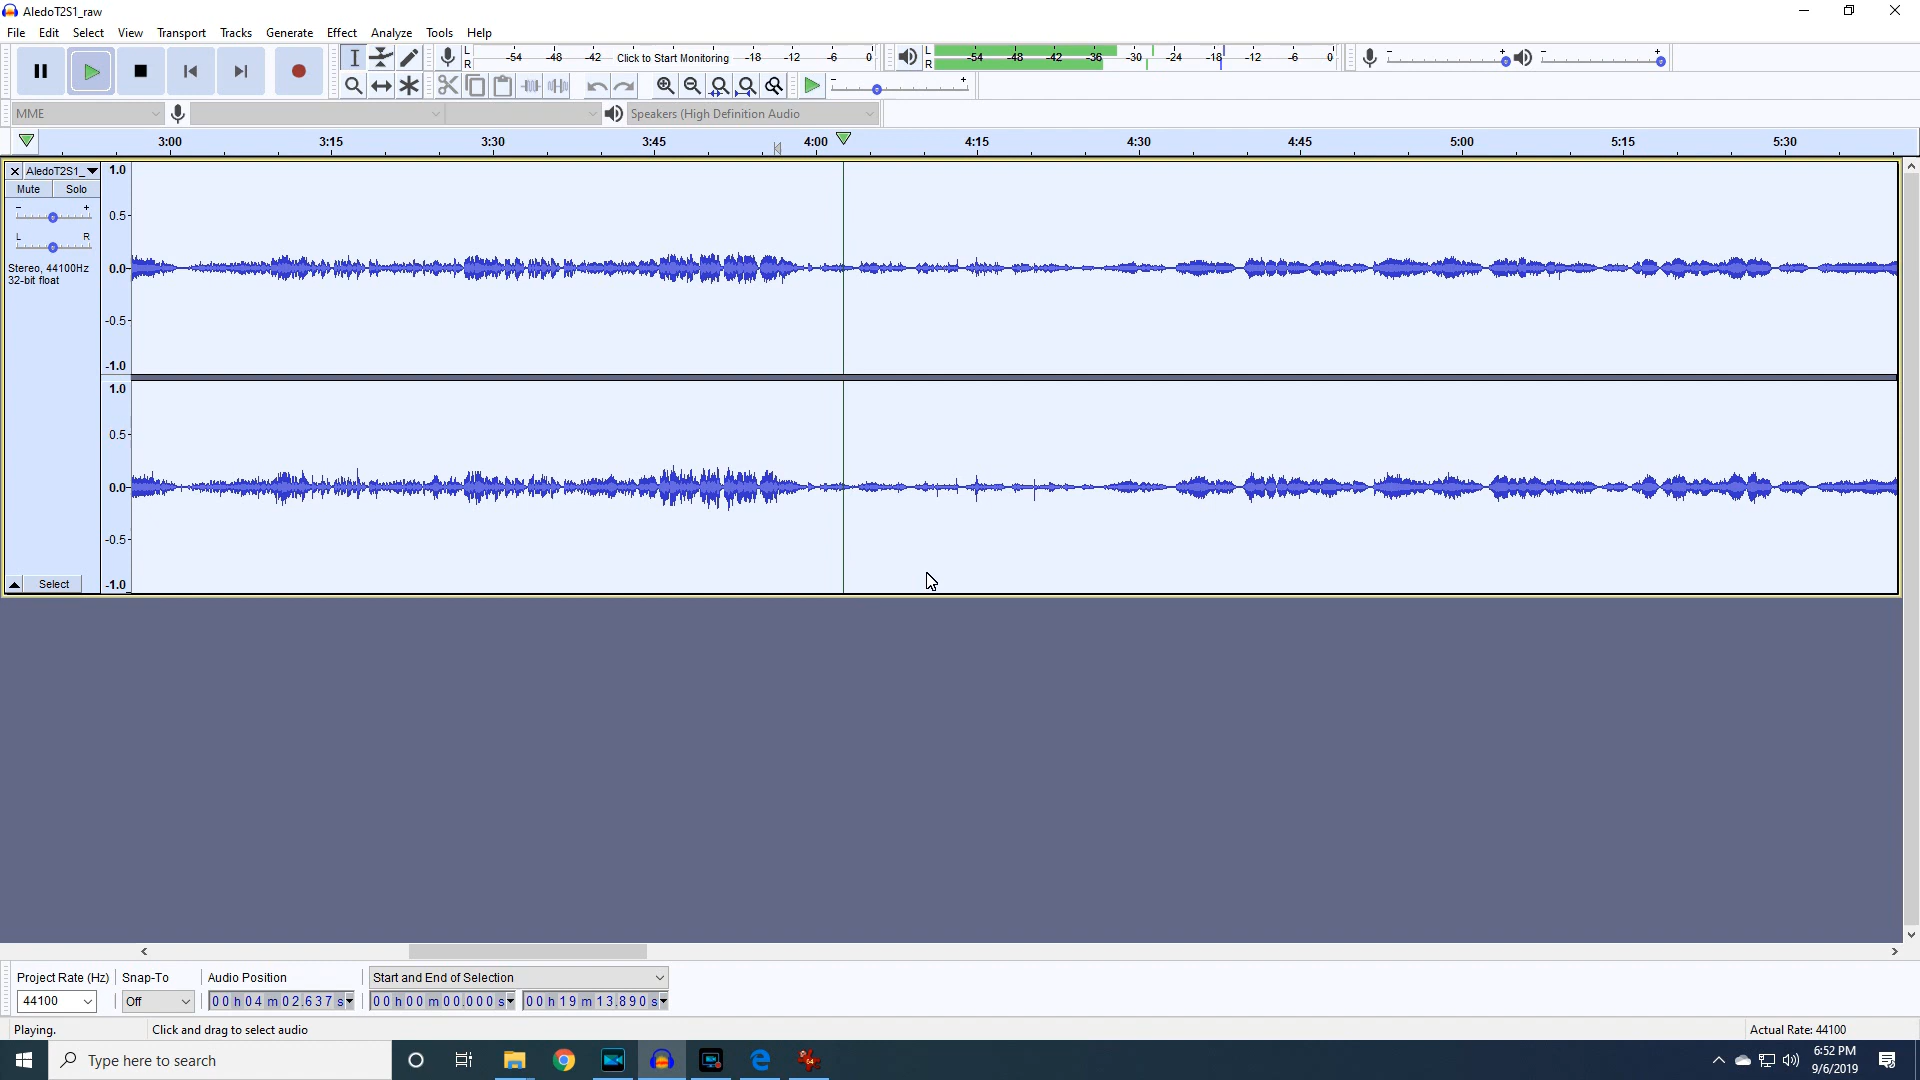 AledoT2S1_raw
File Edit Select View Transport Tracks Generate Effect Analyze Tools Help
L R -54 -48 -42 Click to Start Monitoring -18 -12 -6 0
L R -54 -48 -42 -36 -30 -24 -18 -12 -6 0
- +
- +
- +
MME
Speakers (High Definition Audio
3:00 3:15 3:30 3:45 4:00 4:15 4:30 4:45 5:00 5:15 5:30
AledoT2S1_
Mute Solo
- +
L R
Stereo, 44100Hz
32-bit float
1.0
0.5
0.0
-0.5
-1.0
1.0
0.5
0.0
-0.5
-1.0
Select
Project Rate (Hz) Snap-To Audio Position Start and End of Selection
44100 Off 00 h 04 m 02.637 s 00 h 00 m 00.000 s 00 h 19 m 13.890 s
Playing. Click and drag to select audio Actual Rate: 44100
Type here to search
64
6:52 PM
9/6/2019